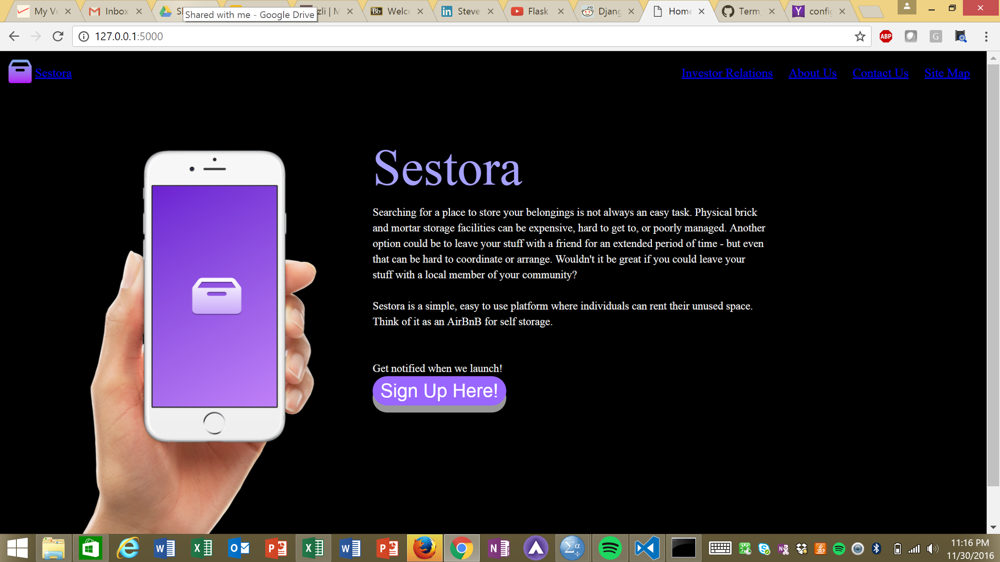 My Ve
Inbox
Shared with me - Google Drive
zli | M
Bb
Welcc
in
Steve
Flask
Djang
Home
Term_
Y
config
127.0.0.1:5000
ABP
G
Sestora
Investor Relations
About Us
Contact Us
Site Map
Sestora
Searching for a place to store your belongings is not always an easy task. Physical brick
and mortar storage facilities can be expensive, hard to get to, or poorly managed. Another
option could be to leave your stuff with a friend for an extended period of time - but even
that can be hard to coordinate or arrange. Wouldn't it be great if you could leave your
stuff with a local member of your community?
Sestora is a simple, easy to use platform where individuals can rent their unused space.
Think of it as an AirBnB for self storage.
Get notified when we launch!
Sign Up Here!
11:16 PM
11/30/2016